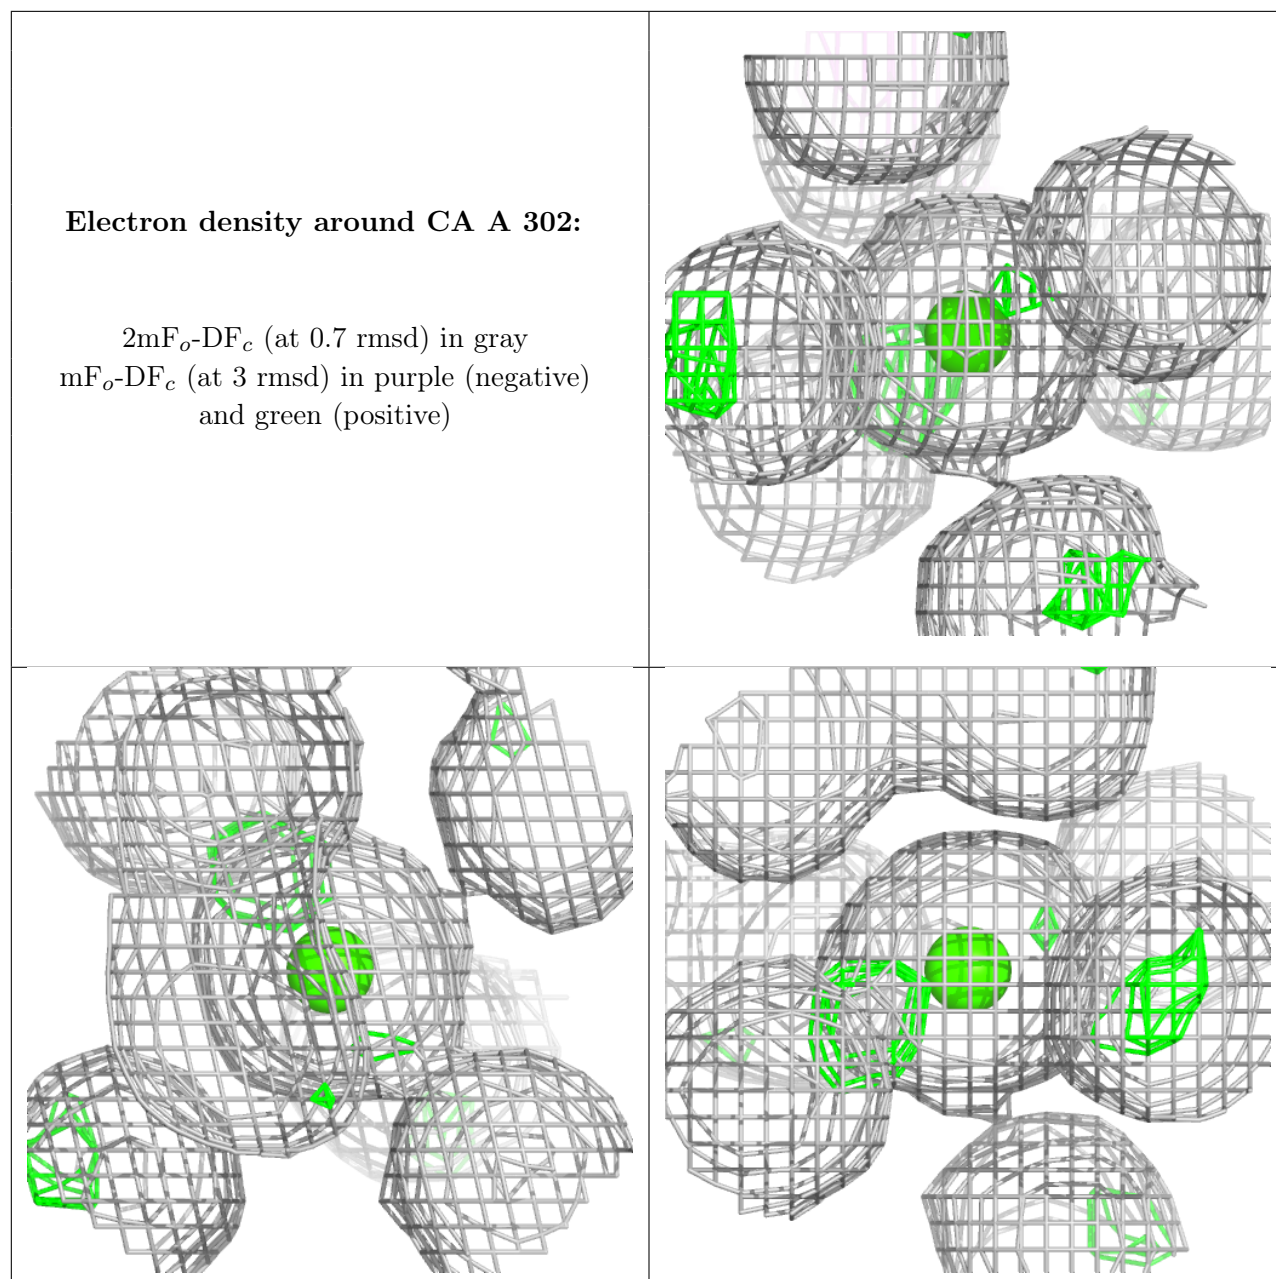 Electron density around CA A 302:
2mFo-DFc (at 0.7 rmsd) in gray
mFo-DFc (at 3 rmsd) in purple (negative)
and green (positive)